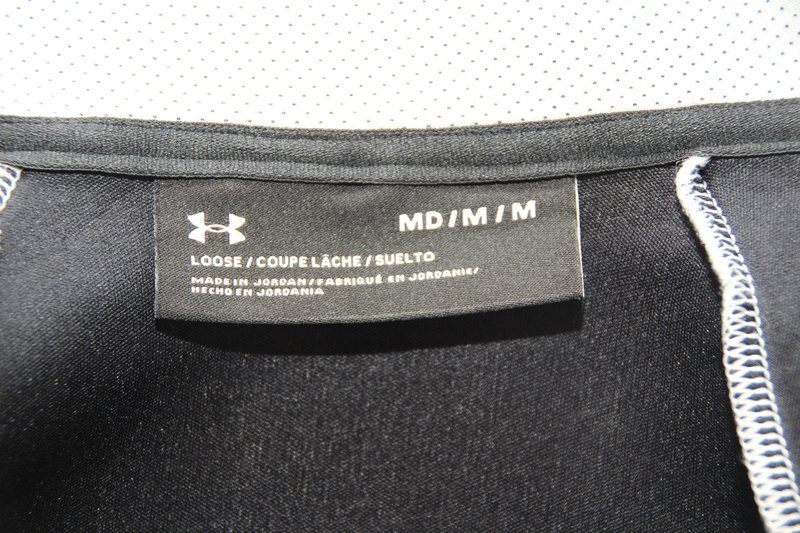 MD/M/M
LOOSE / COUPE LÂCHE / SUELTO
MADE IN JORDAN / FABRIQUÉ EN JORDANIE /
HECHO EN JORDANIA